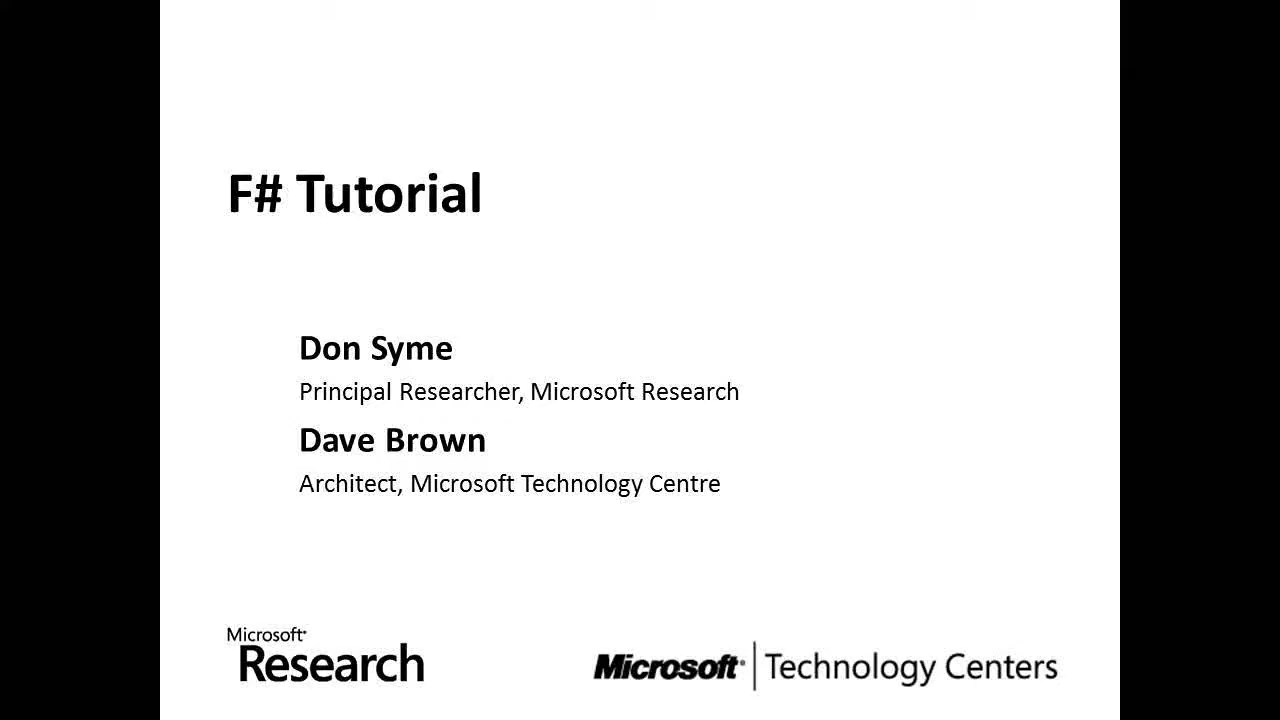 F# Tutorial
Don Syme
Principal Researcher, Microsoft Research
Dave Brown
Architect, Microsoft Technology Centre
Microsoft®
Research
Microsoft® | Technology Centers